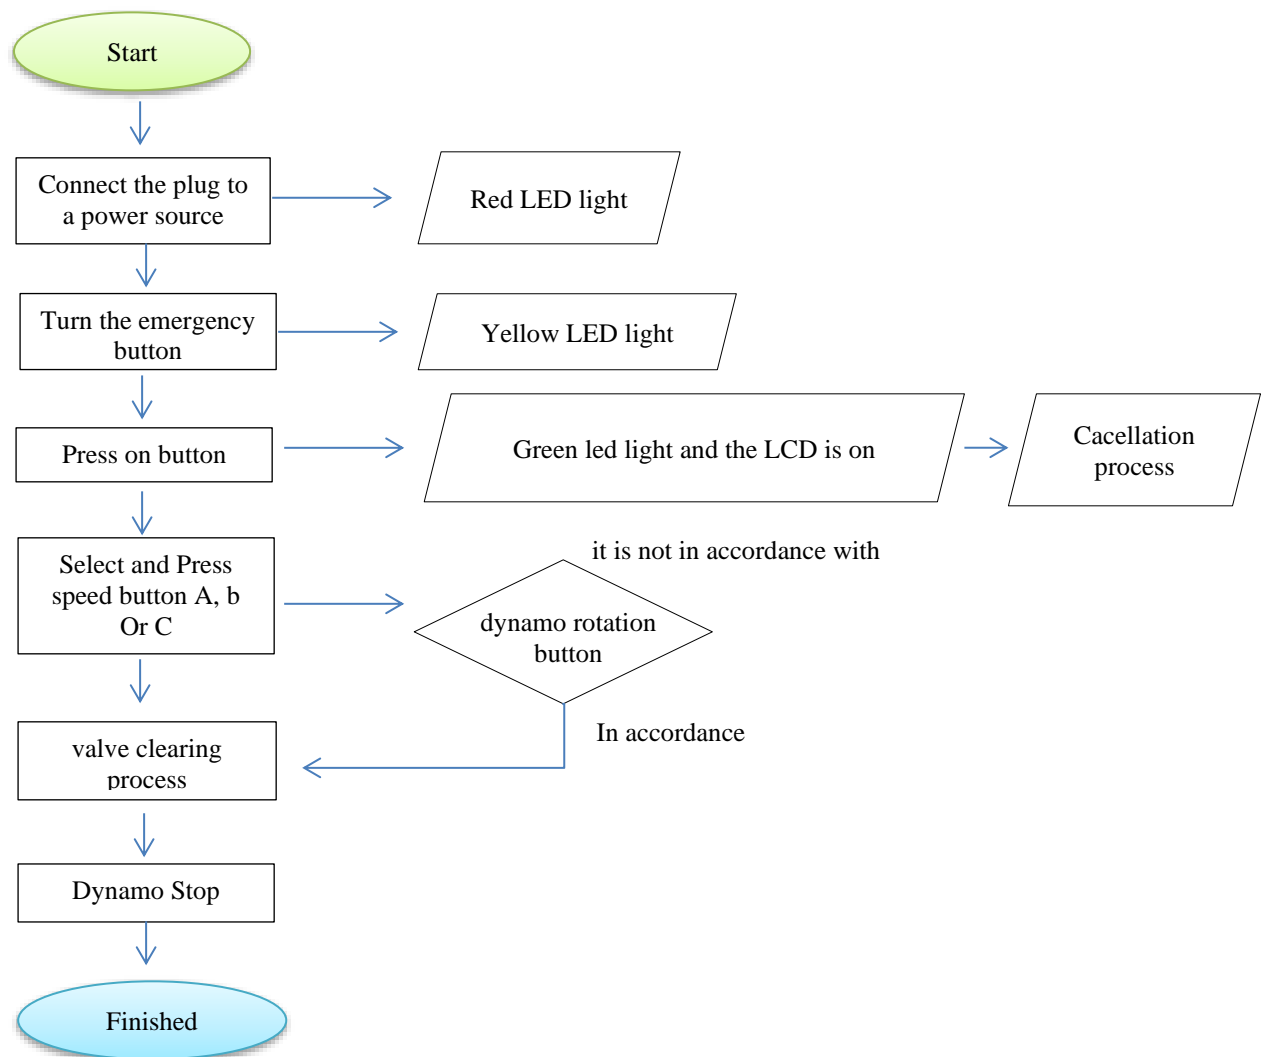 Start
Connect the plug to
a power source
Red LED light
Turn the emergency
button
Yellow LED light
Press on button
Green led light and the LCD is on
Cacellation
process
Select and Press
speed button A, b
Or C
it is not in accordance with
dynamo rotation
button
In accordance
valve clearing
process
Dynamo Stop
Finished